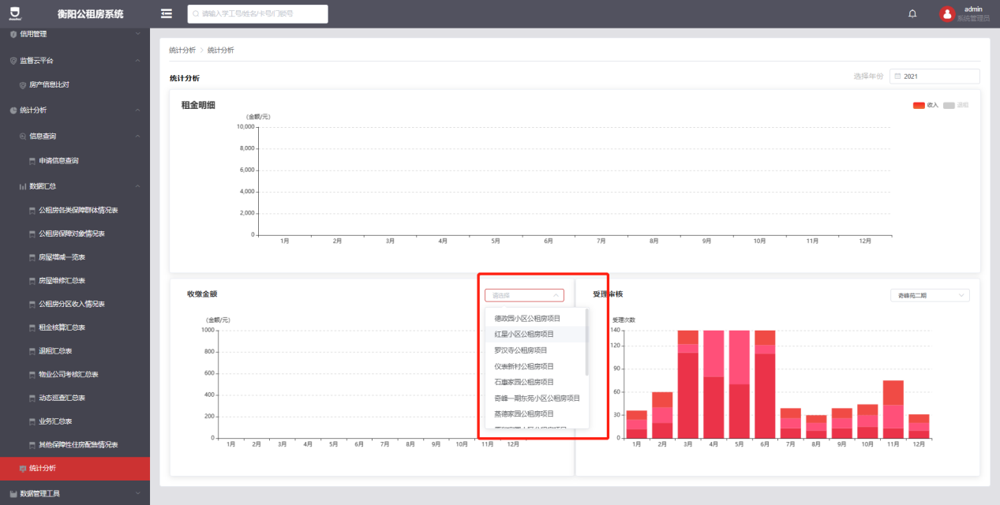 衡阳公租房系统
请输入学工号/姓名/卡号/门锁号
admin
系统管理员
信用管理
监督云平台
房产信息比对
统计分析
信息查询
申请信息查询
数据汇总
公租房各类保障群体情况表
公租房保障对象情况表
房屋增减一览表
房屋维修汇总表
公租房分区收入情况表
租金核算汇总表
退租汇总表
物业公司考核汇总表
动态巡查汇总表
业务汇总表
其他保障性住房配售情况表
统计分析
数据管理工具
统计分析 > 统计分析
统计分析
选择年份 2021
租金明细
收入 退租
(金额/元)
10,000
8,000
6,000
4,000
2,000
0
1月 2月 3月 4月 5月 6月 7月 8月 9月 10月 11月 12月
收缴金额
请选择
(金额/元)
1000
800
600
400
200
0
1月 2月 3月 4月 5月 6月 7月 8月 9月 10月 11月 12月
德政园小区公租房项目
红星小区公租房项目
罗汉寺公租房项目
仪表新村公租房项目
石康家园公租房项目
奇峰一期东苑小区公租房项目
蒸德家园公租房项目
受理审核
奇峰苑二期
受理次数
140
120
90
60
30
0
1月 2月 3月 4月 5月 6月 7月 8月 9月 10月 11月 12月